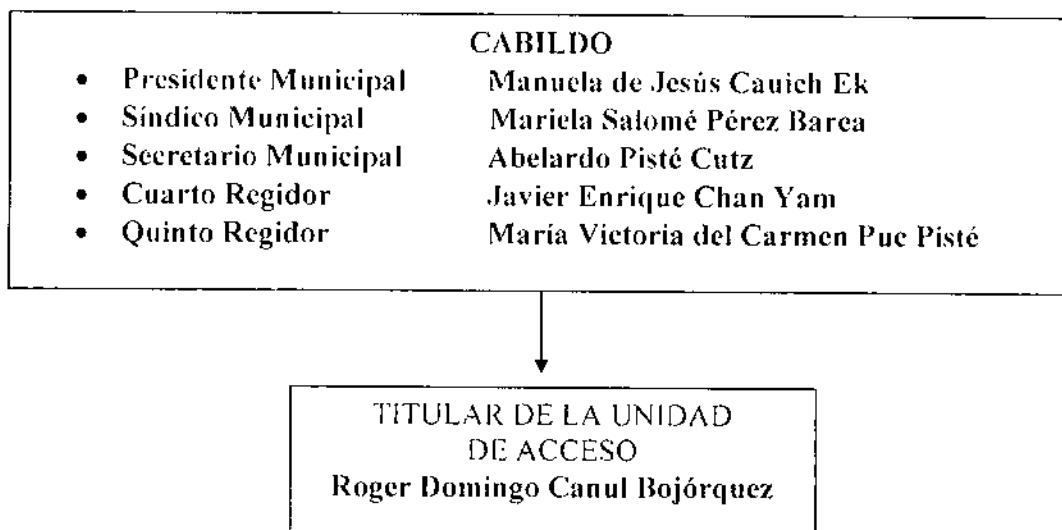 CABILDO
• Presidente Municipal Manuela de Jesús Cauich Ek
• Síndico Municipal Mariela Salomé Pérez Barea
• Secretario Municipal Abelardo Pisté Cutz
• Cuarto Regidor Javier Enrique Chan Yam
• Quinto Regidor María Victoria del Carmen Puc Pisté
TITULAR DE LA UNIDAD
DE ACCESO
Roger Domingo Canul Bojórquez